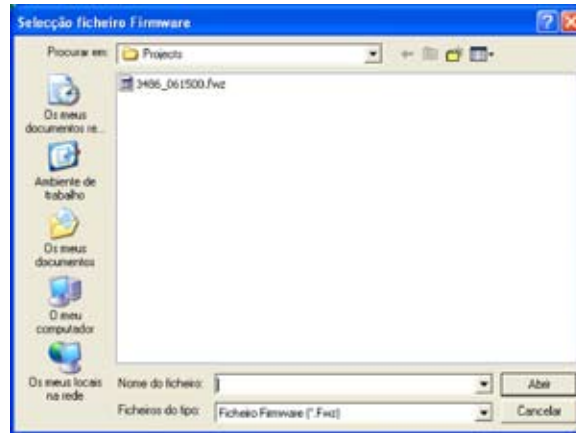 Selecção ficheiro Firmware
Procurar em:
Projects
3486_061500.fwz
Os meus
documentos re...
Ambiente de
trabalho
Os meus
documentos
O meu
computador
Os meus locais
na rede
Nome do ficheiro:
Abrir
Ficheiros do tipo:
Ficheiro Firmware (*.Fwz)
Cancelar